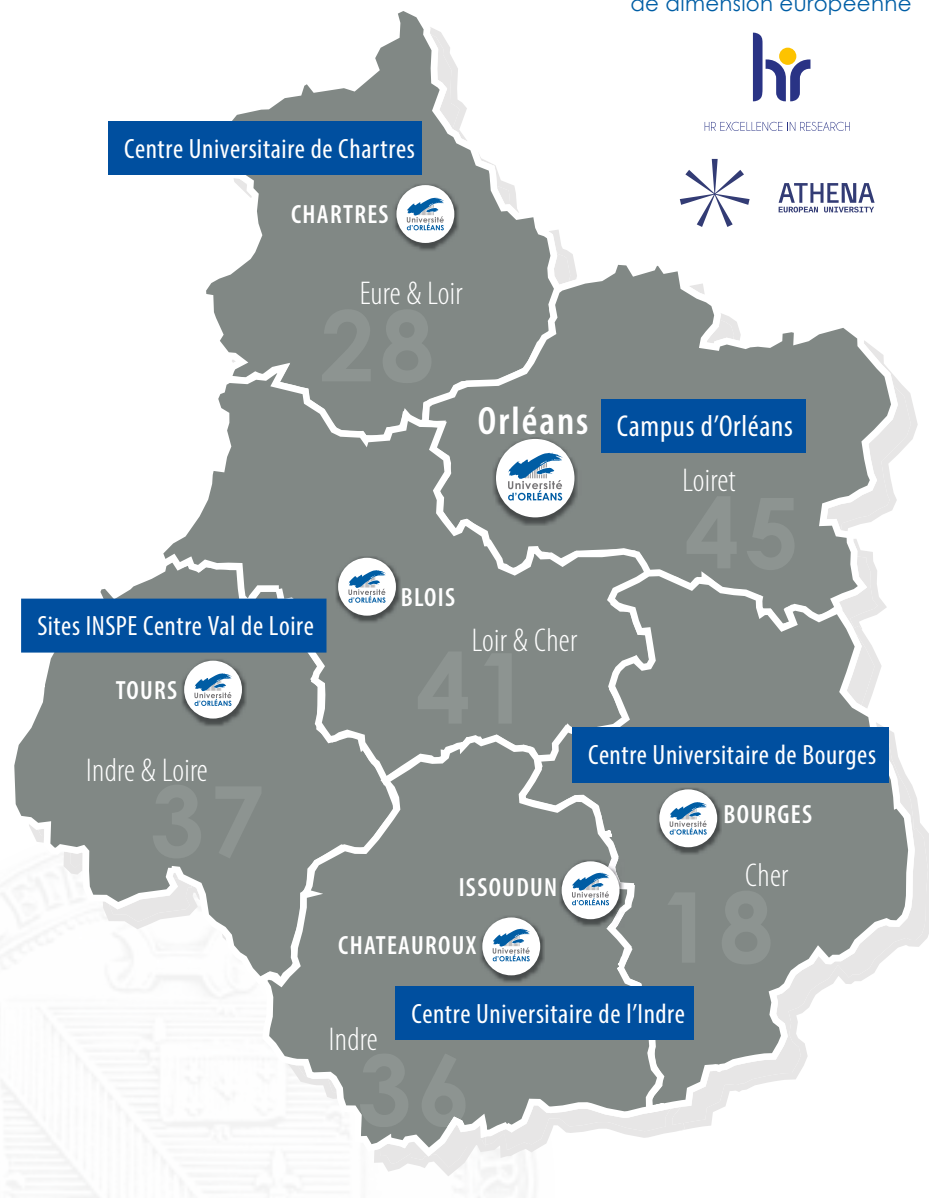 de dimension européenne
hr
HR EXCELLENCE IN RESEARCH
ATHENA
EUROPEAN UNIVERSITY
Centre Universitaire de Chartres
CHARTRES
Université
d'ORLÉANS
Eure & Loir
28
Orléans
Campus d'Orléans
Université
d'ORLÉANS
Loiret
45
Université
d'ORLÉANS
BLOIS
Sites INSPE Centre Val de Loire
Loir & Cher
41
TOURS
Université
d'ORLÉANS
Indre & Loire
37
Centre Universitaire de Bourges
Université
d'ORLÉANS
BOURGES
Cher
18
ISSOUDUN
Université
d'ORLÉANS
CHATEAUROUX
Université
d'ORLÉANS
Centre Universitaire de l'Indre
Indre
36